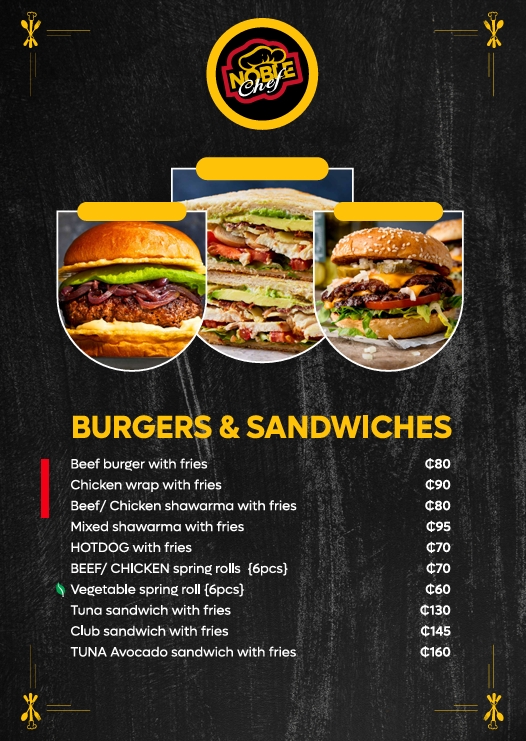 NOBLE
Chef
BURGERS & SANDWICHES
Beef burger with fries ₵80
Chicken wrap with fries ₵90
Beef/ Chicken shawarma with fries ₵80
Mixed shawarma with fries ₵95
HOTDOG with fries ₵70
BEEF/ CHICKEN spring rolls {6pcs} ₵70
Vegetable spring roll {6pcs} ₵60
Tuna sandwich with fries ₵130
Club sandwich with fries ₵145
TUNA Avocado sandwich with fries ₵160